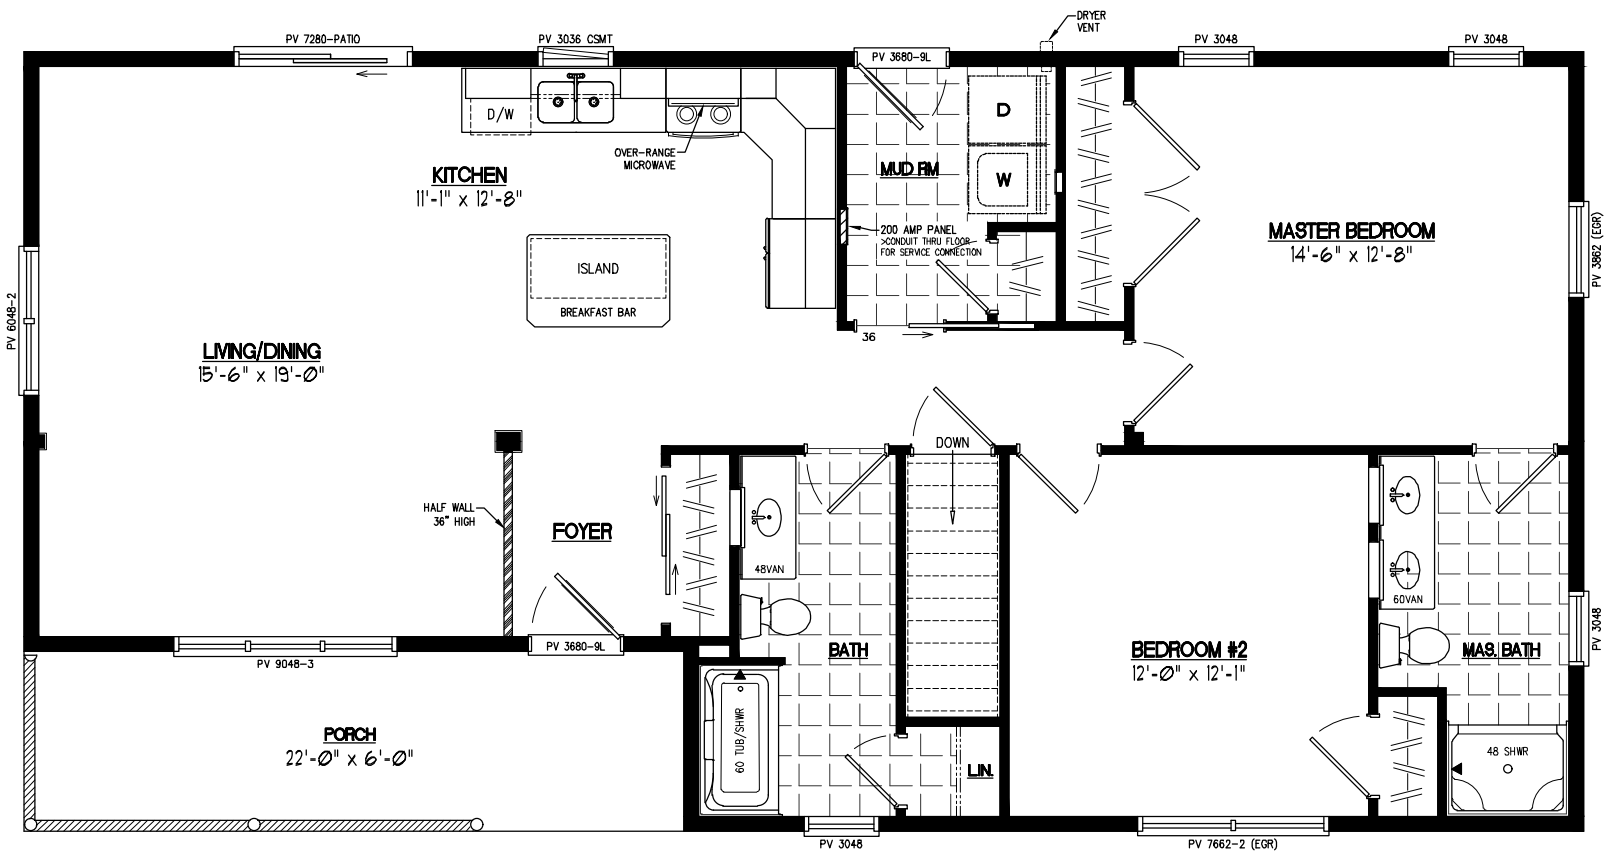 DRYER
VENT
PV 7280-PATIO
PV 3036 CSMT
PV 3680-9L
PV 3048
PV 3048
D/W
D
OVER-RANGE
MICROWAVE
KITCHEN
11'-1" x 12'-8"
MUD RM
W
200 AMP PANEL
>CONDUIT THRU FLOOR
FOR SERVICE CONNECTION
MASTER BEDROOM
14'-6" x 12'-8"
PV 3862 (EGR)
ISLAND
BREAKFAST BAR
PV 6048-2
36
LIVING/DINING
15'-6" x 19'-0"
DOWN
HALF WALL
36" HIGH
FOYER
48VAN
60VAN
PV 3048
PV 3680-9L
PV 9048-3
BATH
BEDROOM #2
12'-0" x 12'-1"
MAS. BATH
PORCH
22'-0" x 6'-0"
60 TUB/SHWR
LIN.
48 SHWR
PV 3048
PV 7662-2 (EGR)